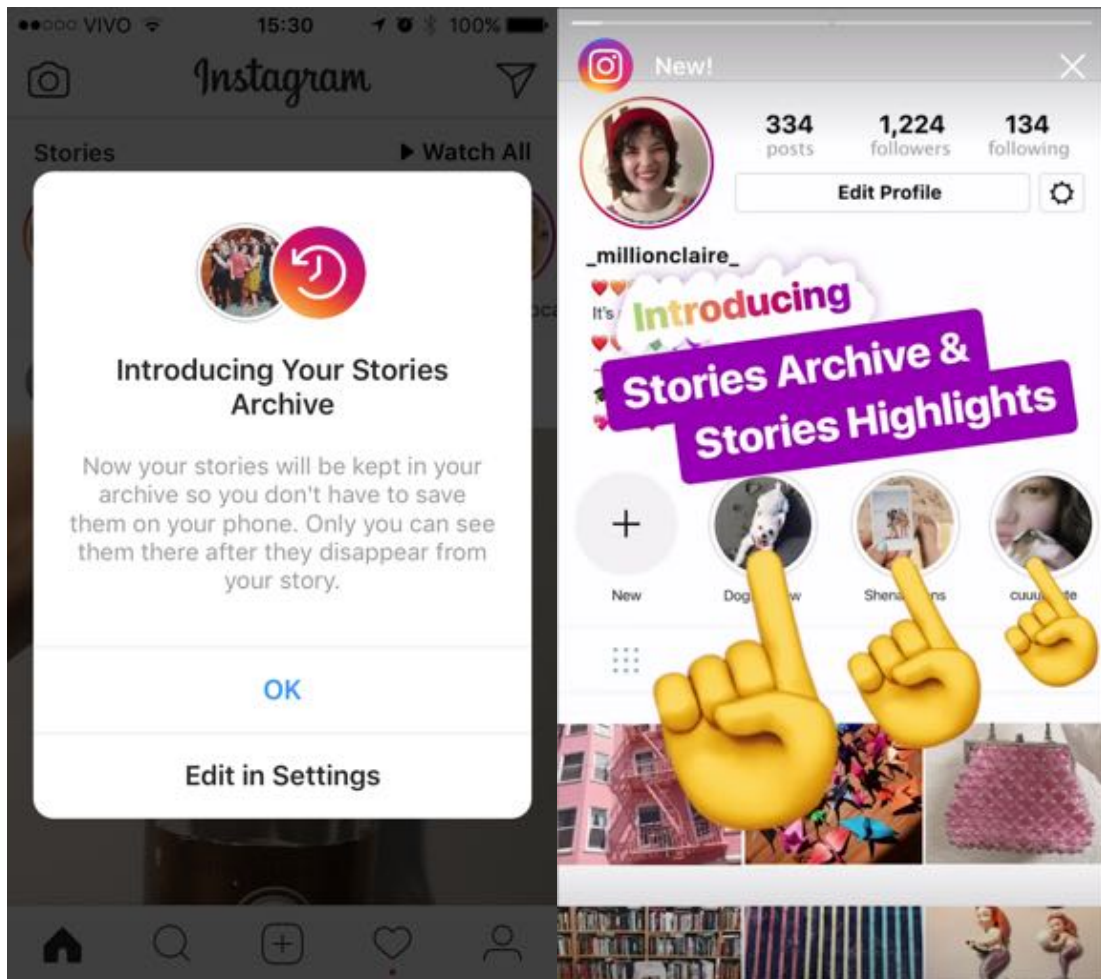 VIVO 15:30 100%
Instagram
Stories Watch All
Introducing Your Stories
Archive
Now your stories will be kept in your
archive so you don't have to save
them on your phone. Only you can see
them there after they disappear from
your story.
OK
Edit in Settings
New!
334 1,224 134
posts followers following
Edit Profile
_millionclaire_
It's
Introducing
Stories Archive &
Stories Highlights
New